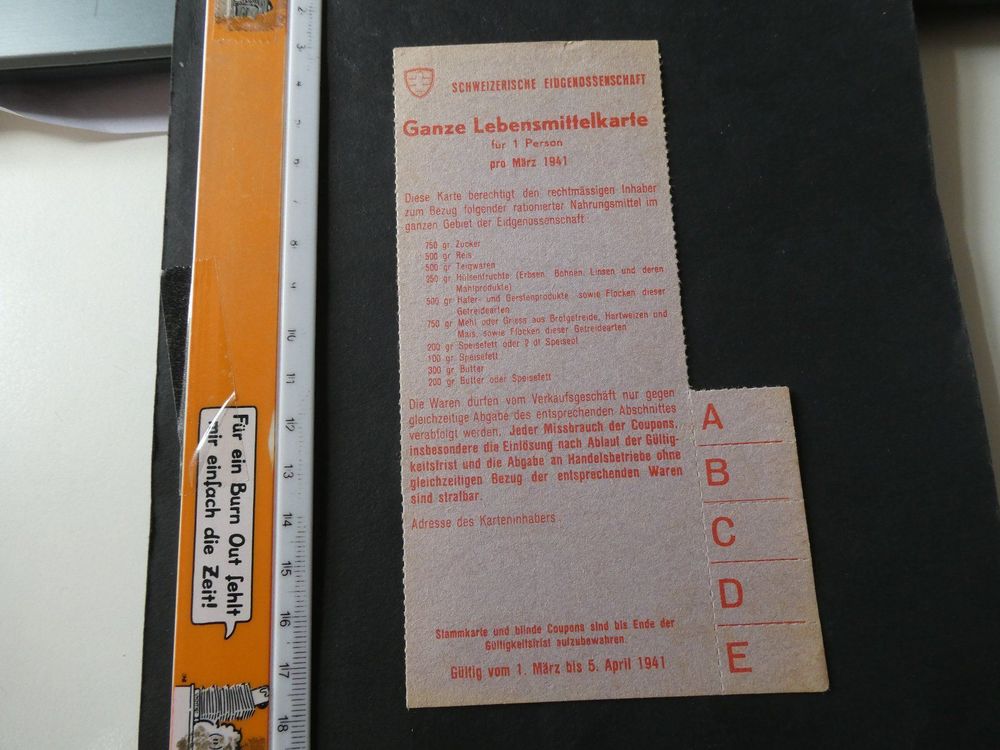 SCHWEIZERISCHE EIDGENOSSENSCHAFT
Ganze Lebensmittelkarte
für 1 Person
pro März 1941
Diese Karte berechtigt den rechtmässigen Inhaber
zum Bezug folgender rationierter Nahrungsmittel im
ganzen Gebiet der Eidgenossenschaft
750 gr Zucker
500 gr Reis
500 gr Teigwaren
250 gr Hülsenfrüchte (Erbsen, Bohnen, Linsen und deren
Mahlprodukte)
500 gr Hafer- und Gerstenprodukte sowie Flocken dieser
Getreidearten
750 gr Mehl oder Griess aus Brotgetreide, Hartweizen und
Mais, sowie Flocken dieser Getreidearten
200 gr Speisefett oder 2 dl Speiseöl
100 gr Speisefett
300 gr Butter
200 gr Butter oder Speisefett
Die Waren dürfen vom Verkaufsgeschäft nur gegen
gleichzeitige Abgabe des entsprechenden Abschnittes
verabfolgt werden. Jeder Missbrauch der Coupons,
insbesondere die Einlösung nach Ablauf der Gültig-
keitsfrist und die Abgabe an Handelsbetriebe ohne
gleichzeitigen Bezug der entsprechenden Waren
sind strafbar.
Adresse des Karteninhabers
Stammkarte und blinde Coupons sind bis Ende der
Gültigkeitsfrist aufzubewahren.
Gültig vom 1. März bis 5. April 1941
A
B
C
D
E
Für ein Burn Out fehlt
mir einfach die Zeit!
2
3
4
5
6
7
8
9
10
11
12
13
14
15
16
17
18